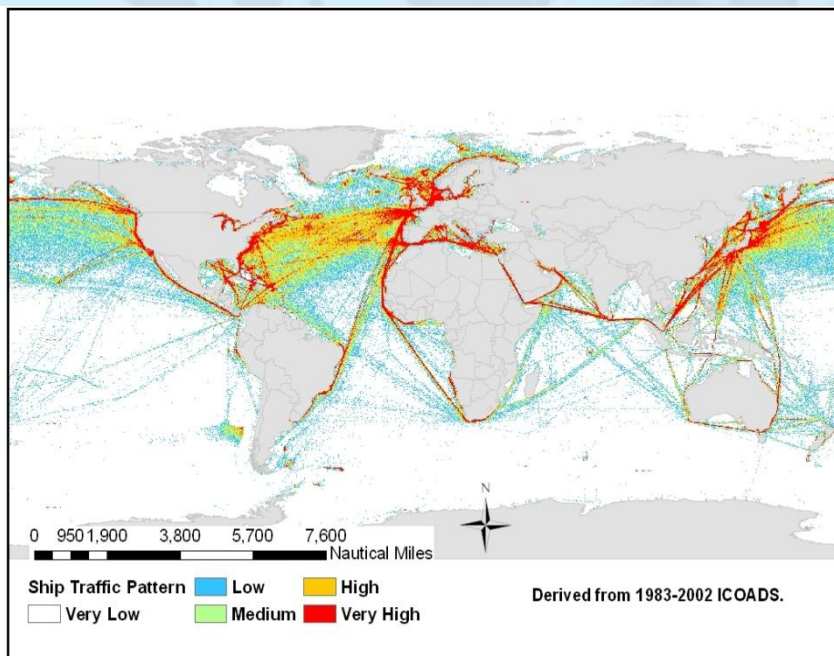 N
0 950 1,900 3,800 5,700 7,600
Nautical Miles
Ship Traffic Pattern Low High
Very Low Medium Very High
Derived from 1983-2002 ICOADS.